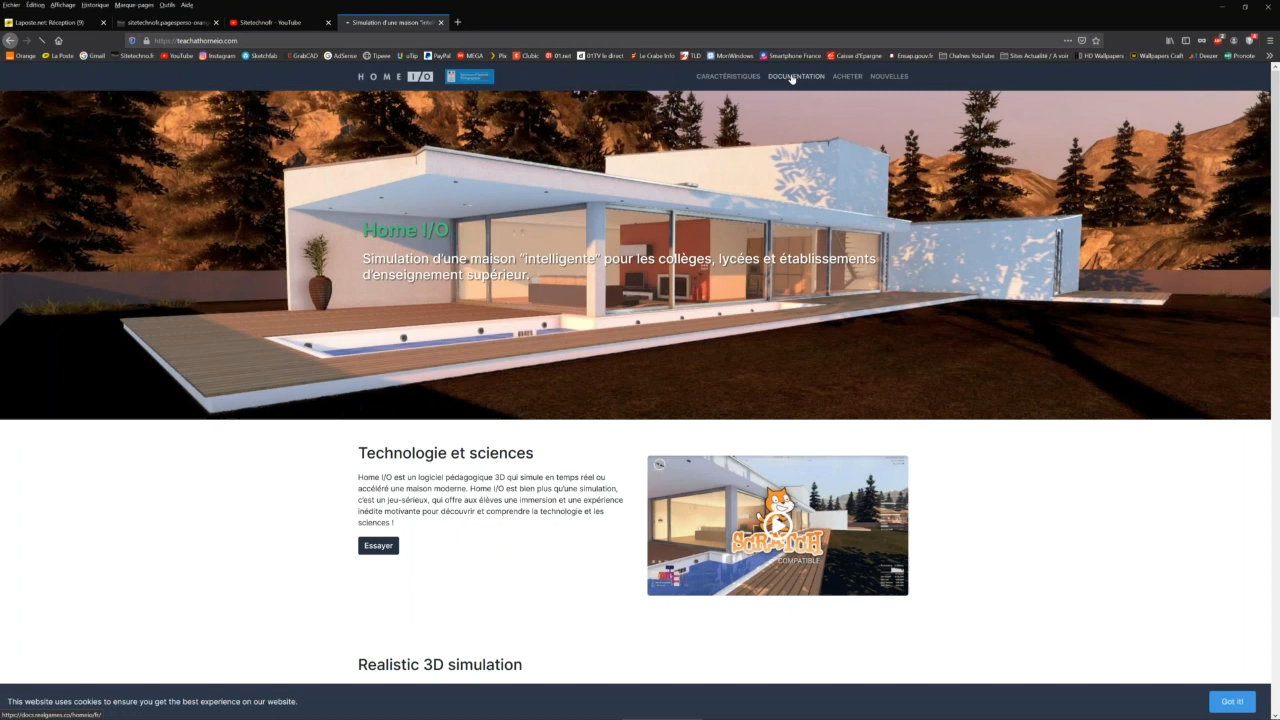 Fichier Édition Affichage Historique Marque-pages Outils Aide
Laposte.net: Réception (9) sitetechnofr.pagesperso-orang Sitetechnofr - YouTube Simulation d'une maison "intel
https://teachathomeio.com
Orange La Poste Gmail Sitetechno.fr YouTube Instagram Sketchfab GrabCAD AdSense Tipeee uTip PayPal MEGA Pix Clubic 01.net 01TV le direct Le Crabe Info TLD MonWindows Smartphone France Caisse d'Epargne Ensap.gouv.fr Chaînes YouTube Sites Actualité / A voir HD Wallpapers Wallpapers Craft Deezer Pronote
HOME I/O
CARACTÉRISTIQUES DOCUMENTATION ACHETER NOUVELLES
Home I/O
Simulation d'une maison "intelligente" pour les collèges, lycées et établissements
d'enseignement supérieur.
Technologie et sciences
Home I/O est un logiciel pédagogique 3D qui simule en temps réel ou
accéléré une maison moderne. Home I/O est bien plus qu'une simulation,
c'est un jeu-sérieux, qui offre aux élèves une immersion et une expérience
inédite motivante pour découvrir et comprendre la technologie et les
sciences !
Essayer
SCRATCH
COMPATIBLE
Realistic 3D simulation
This website uses cookies to ensure you get the best experience on our website.
Got it!
https://docs.realgames.co/homeio/fr/